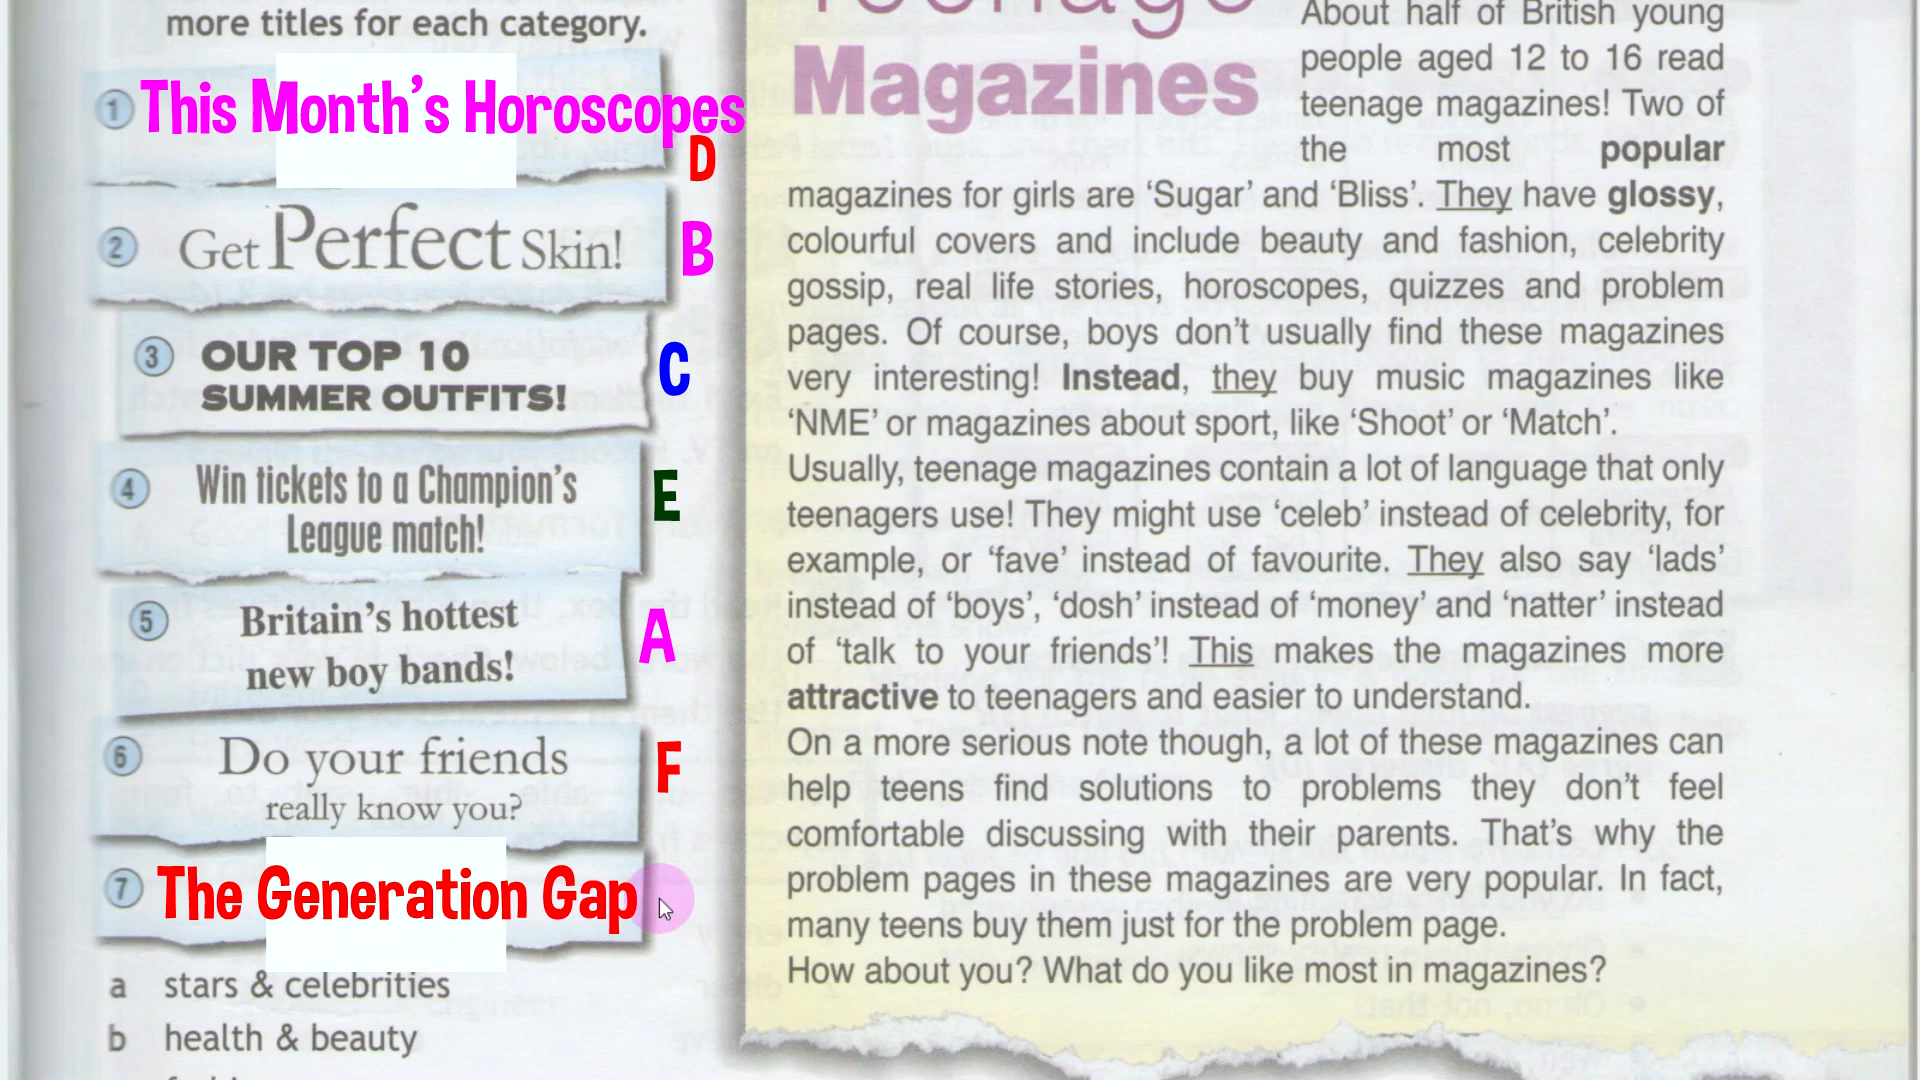 more titles for each category.
1 This Month's Horoscopes
D
2 Get Perfect Skin!
B
3 OUR TOP 10
SUMMER OUTFITS!
C
4 Win tickets to a Champion's
League match!
E
5 Britain's hottest
new boy bands!
A
6 Do your friends
really know you?
F
7 The Generation Gap
a stars & celebrities
b health & beauty
Teenage
Magazines
About half of British young
people aged 12 to 16 read
teenage magazines! Two of
the most popular
magazines for girls are ‘Sugar’ and ‘Bliss’. They have glossy,
colourful covers and include beauty and fashion, celebrity
gossip, real life stories, horoscopes, quizzes and problem
pages. Of course, boys don’t usually find these magazines
very interesting! Instead, they buy music magazines like
‘NME’ or magazines about sport, like ‘Shoot’ or ‘Match’.
Usually, teenage magazines contain a lot of language that only
teenagers use! They might use ‘celeb’ instead of celebrity, for
example, or ‘fave’ instead of favourite. They also say ‘lads’
instead of ‘boys’, ‘dosh’ instead of ‘money’ and ‘natter’ instead
of ‘talk to your friends’! This makes the magazines more
attractive to teenagers and easier to understand.
On a more serious note though, a lot of these magazines can
help teens find solutions to problems they don’t feel
comfortable discussing with their parents. That’s why the
problem pages in these magazines are very popular. In fact,
many teens buy them just for the problem page.
How about you? What do you like most in magazines?